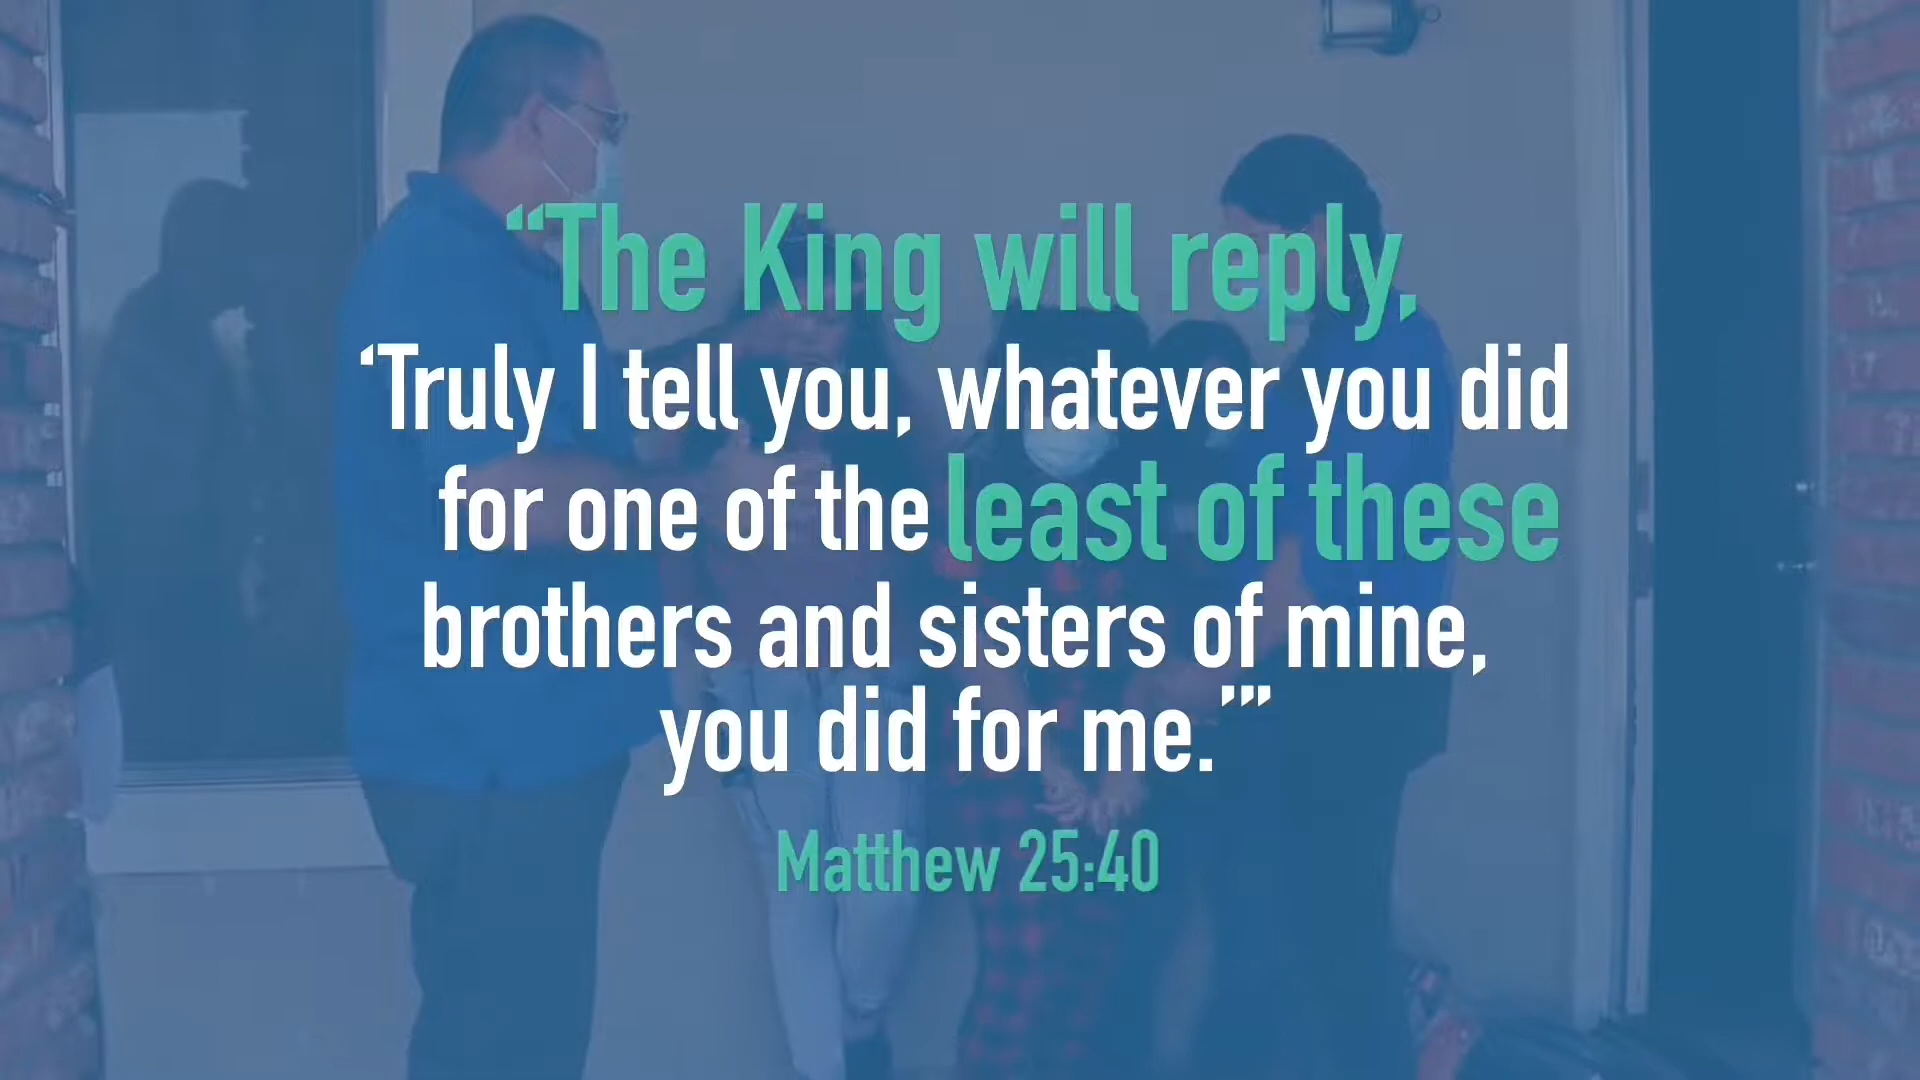 “The King will reply,
‘Truly I tell you, whatever you did
for one of the least of these
brothers and sisters of mine,
you did for me.’”
Matthew 25:40